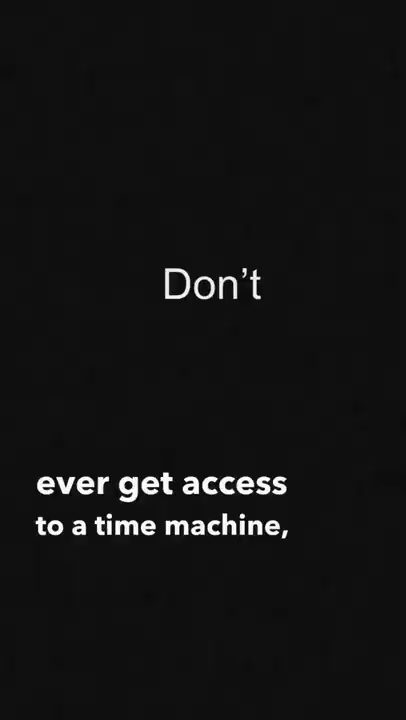 Don’t
ever get access
to a time machine,